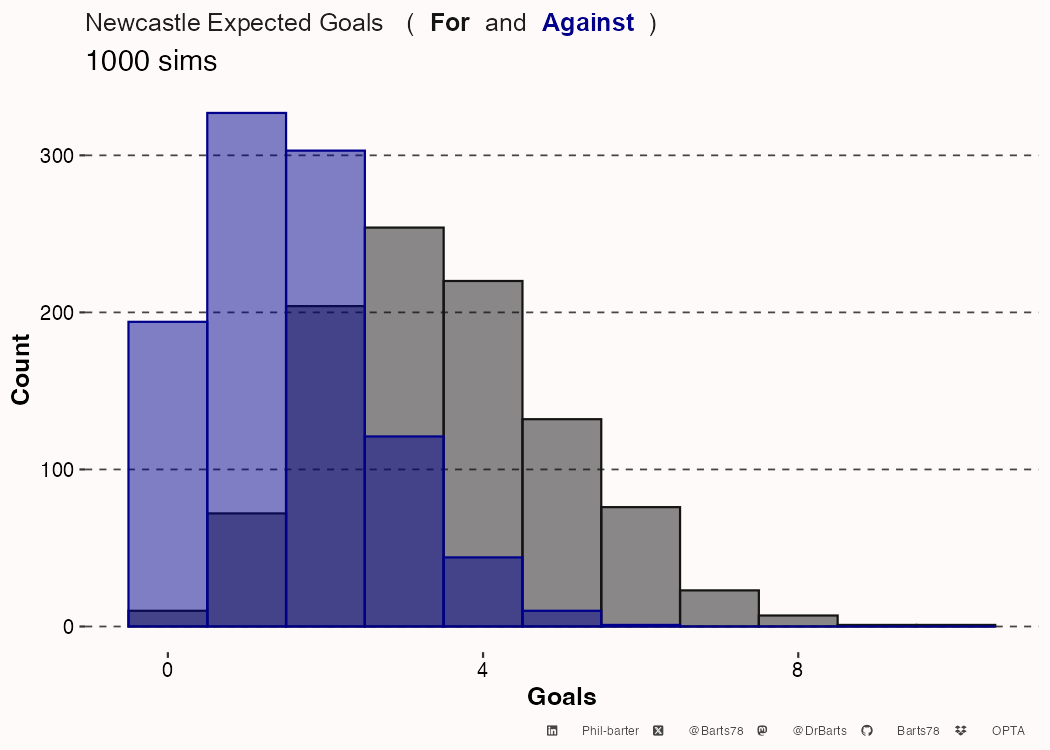 Newcastle Expected Goals ( For and Against )
1000 sims
300
200
100
0
Count
0 4 8
Goals
Phil-barter @Barts78 @DrBarts Barts78 OPTA